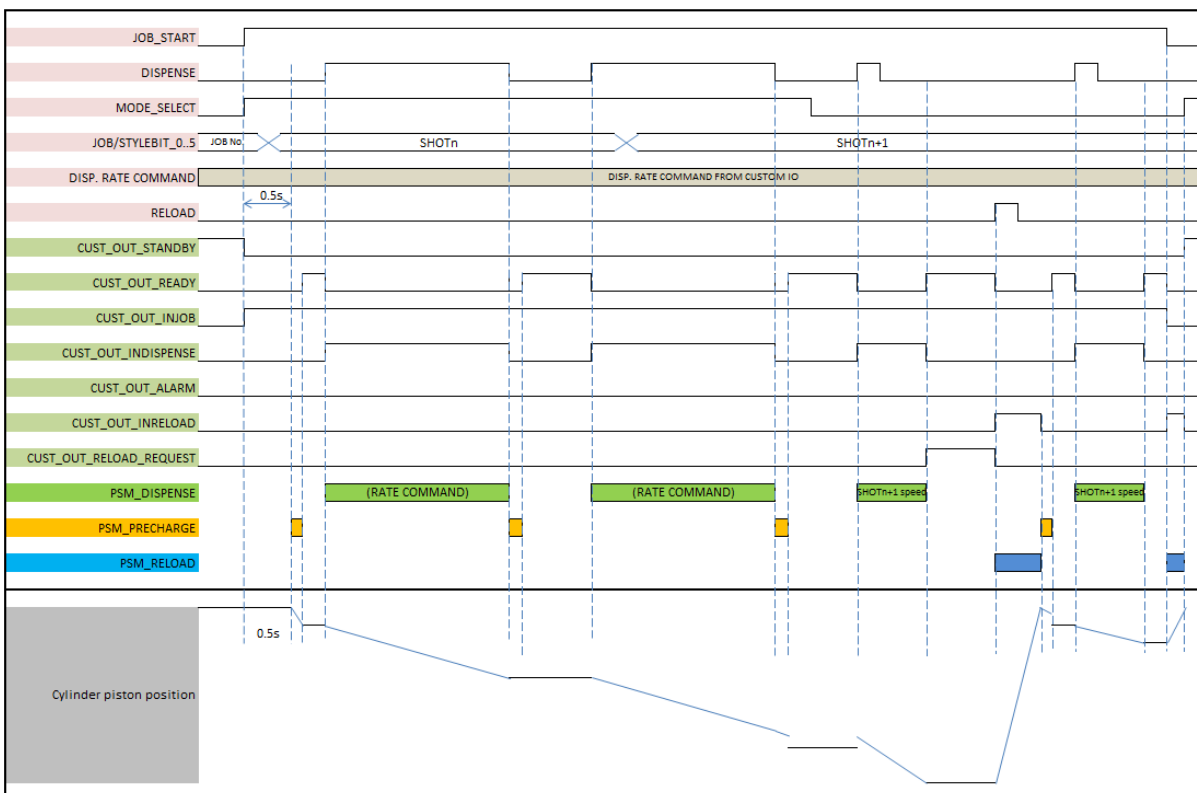 JOB_START
DISPENSE
MODE_SELECT
JOB/STYLEBIT_0..5
JOB No.
SHOTn
SHOTn+1
DISP. RATE COMMAND
DISP. RATE COMMAND FROM CUSTOM IO
0.5s
RELOAD
CUST_OUT_STANDBY
CUST_OUT_READY
CUST_OUT_INJOB
CUST_OUT_INDISPENSE
CUST_OUT_ALARM
CUST_OUT_INRELOAD
CUST_OUT_RELOAD_REQUEST
PSM_DISPENSE
(RATE COMMAND)
(RATE COMMAND)
SHOTn+1 speed
SHOTn+1 speed
PSM_PRECHARGE
PSM_RELOAD
0.5s
Cylinder piston position